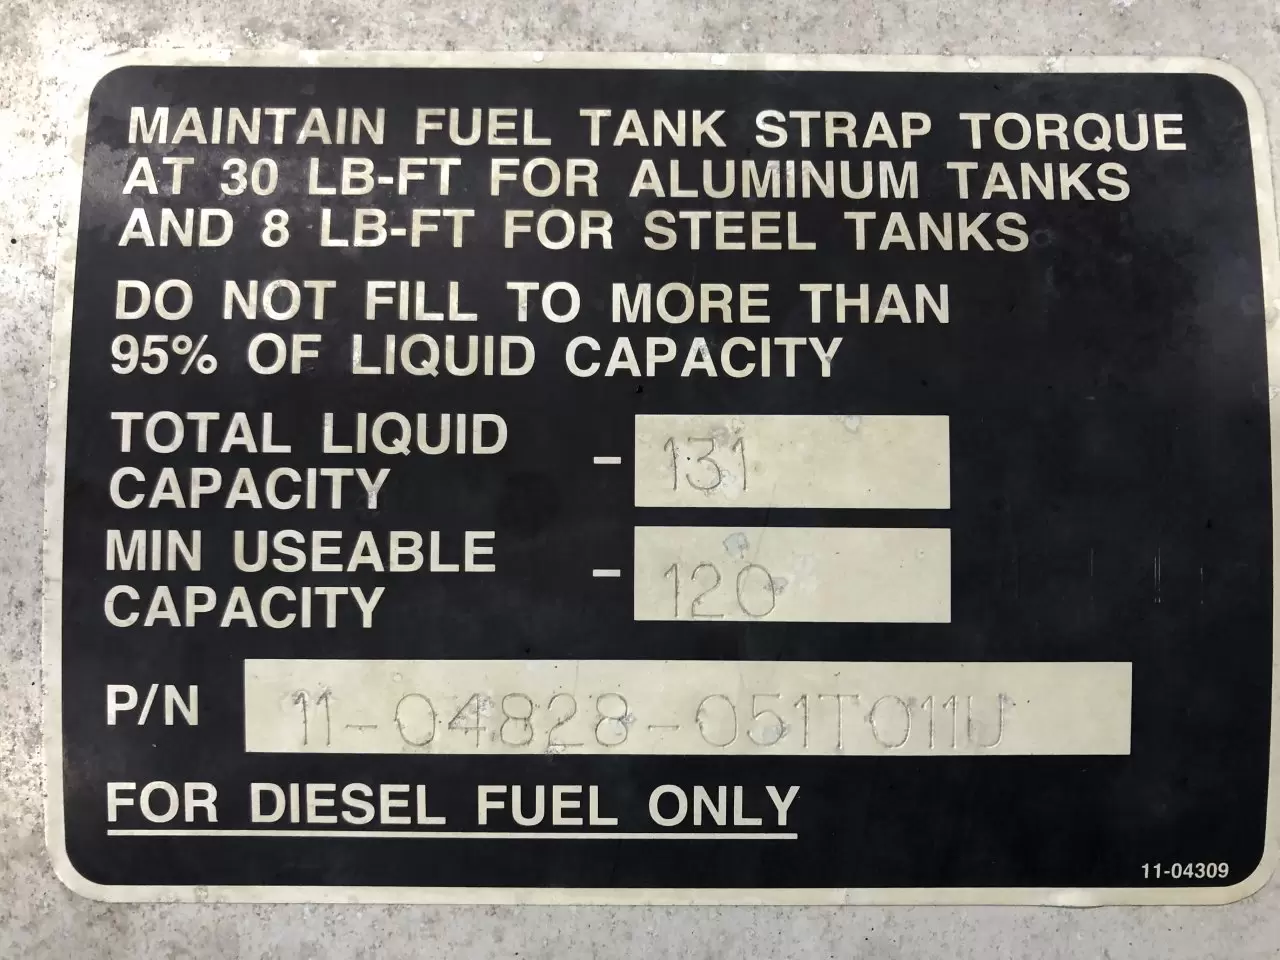 MAINTAIN FUEL TANK STRAP TORQUE
AT 30 LB-FT FOR ALUMINUM TANKS
AND 8 LB-FT FOR STEEL TANKS
DO NOT FILL TO MORE THAN
95% OF LIQUID CAPACITY
TOTAL LIQUID
CAPACITY - 131
MIN USEABLE
CAPACITY - 120
P/N 11-04828-051T011U
FOR DIESEL FUEL ONLY
11-04309